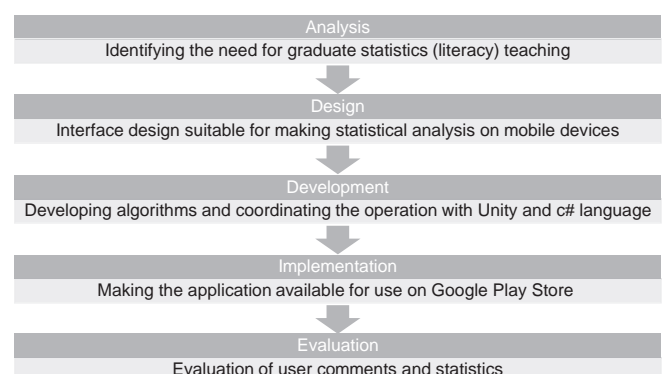 Analysis
Identifying the need for graduate statistics (literacy) teaching
Design
Interface design suitable for making statistical analysis on mobile devices
Development
Developing algorithms and coordinating the operation with Unity and c# language
Implementation
Making the application available for use on Google Play Store
Evaluation
Evaluation of user comments and statistics